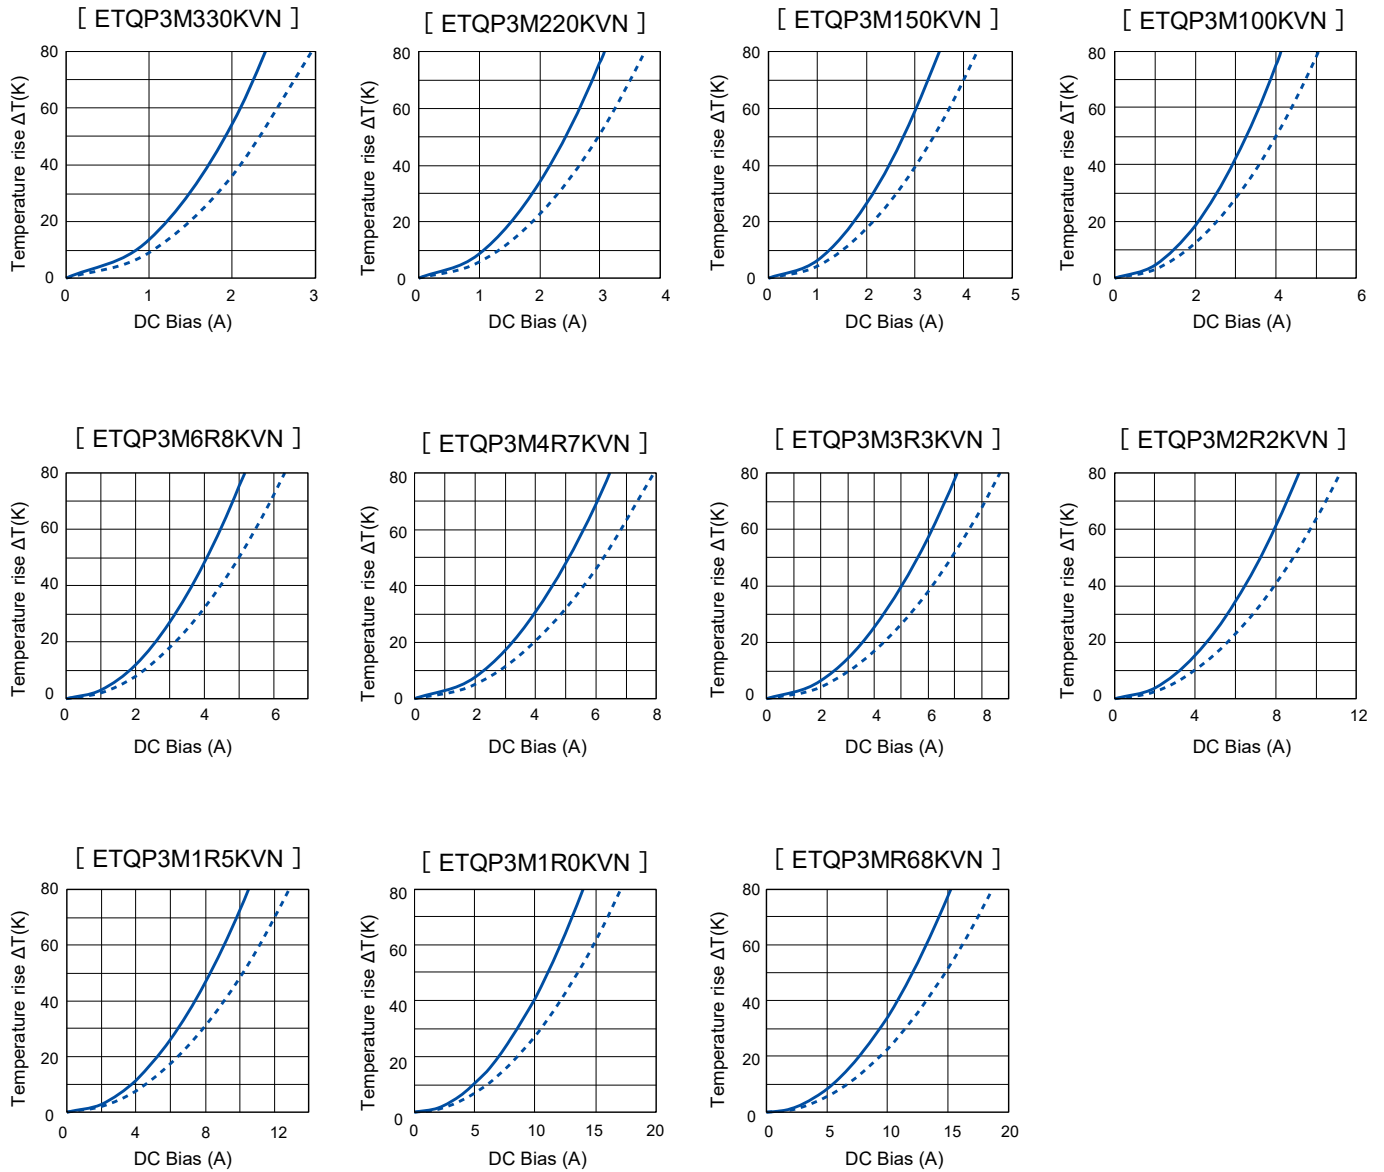 [ ETQP3M330KVN ]
80
60
40
20
0
0 1 2 3
Temperature rise ΔT(K)
DC Bias (A)
[ ETQP3M220KVN ]
80
60
40
20
0
0 1 2 3 4
Temperature rise ΔT(K)
DC Bias (A)
[ ETQP3M150KVN ]
80
60
40
20
0
0 1 2 3 4 5
Temperature rise ΔT(K)
DC Bias (A)
[ ETQP3M100KVN ]
80
60
40
20
0
0 2 4 6
Temperature rise ΔT(K)
DC Bias (A)
[ ETQP3M6R8KVN ]
80
60
40
20
0
0 2 4 6
Temperature rise ΔT(K)
DC Bias (A)
[ ETQP3M4R7KVN ]
80
60
40
20
0
0 2 4 6 8
Temperature rise ΔT(K)
DC Bias (A)
[ ETQP3M3R3KVN ]
80
60
40
20
0
0 2 4 6 8
Temperature rise ΔT(K)
DC Bias (A)
[ ETQP3M2R2KVN ]
80
60
40
20
0
0 4 8 12
Temperature rise ΔT(K)
DC Bias (A)
[ ETQP3M1R5KVN ]
80
60
40
20
0
0 4 8 12
Temperature rise ΔT(K)
DC Bias (A)
[ ETQP3M1R0KVN ]
80
60
40
20
0
0 5 10 15 20
Temperature rise ΔT(K)
DC Bias (A)
[ ETQP3MR68KVN ]
80
60
40
20
0
0 5 10 15 20
Temperature rise ΔT(K)
DC Bias (A)